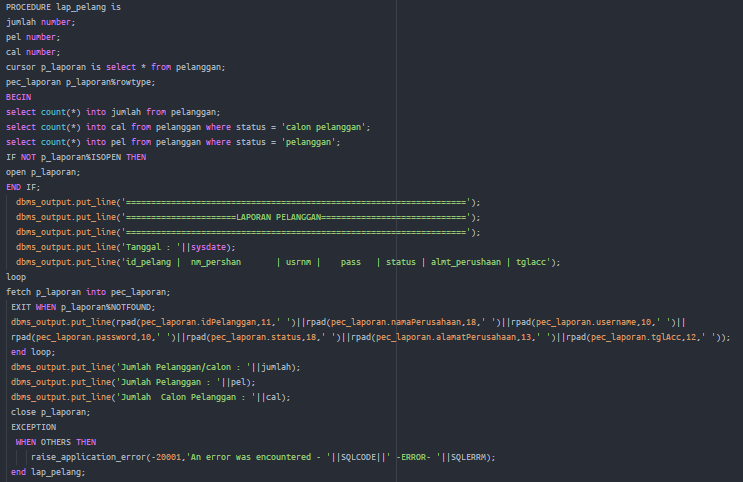 PROCEDURE lap_pelang is
jumlah number;
pel number;
cal number;
cursor p_laporan is select * from pelanggan;
pec_laporan p_laporan%rowtype;
BEGIN
select count(*) into jumlah from pelanggan;
select count(*) into cal from pelanggan where status = 'calon pelanggan';
select count(*) into pel from pelanggan where status = 'pelanggan';
IF NOT p_laporan%ISOPEN THEN
open p_laporan;
END IF;
dbms_output.put_line('====================================================================');
dbms_output.put_line('======================LAPORAN PELANGGAN=============================');
dbms_output.put_line('====================================================================');
dbms_output.put_line('Tanggal : '||sysdate);
dbms_output.put_line('id_pelang |  nm_pershan       | usrnm |    pass   | status | almt_perushaan | tglacc');
loop
fetch p_laporan into pec_laporan;
EXIT WHEN p_laporan%NOTFOUND;
dbms_output.put_line(rpad(pec_laporan.idPelanggan,11,' ')||rpad(pec_laporan.namaPerusahaan,18,' ')||rpad(pec_laporan.username,10,' ')||
rpad(pec_laporan.password,10,' ')||rpad(pec_laporan.status,18,' ')||rpad(pec_laporan.alamatPerusahaan,13,' ')||rpad(pec_laporan.tglAcc,12,' '));
end loop;
dbms_output.put_line('Jumlah Pelanggan/calon : '||jumlah);
dbms_output.put_line('Jumlah Pelanggan : '||pel);
dbms_output.put_line('Jumlah  Calon Pelanggan : '||cal);
close p_laporan;
EXCEPTION
WHEN OTHERS THEN
raise_application_error(-20001,'An error was encountered - '||SQLCODE||' -ERROR- '||SQLERRM);
end lap_pelang;